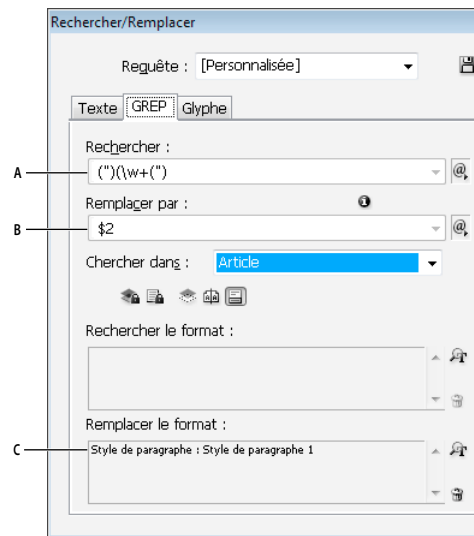 Rechercher/Remplacer
Requête : [Personnalisée]
Texte GREP Glyphe
Rechercher :
A (")(\w+(")
Remplacer par :
B $2
Chercher dans : Article
Rechercher le format :
Remplacer le format :
C Style de paragraphe : Style de paragraphe 1